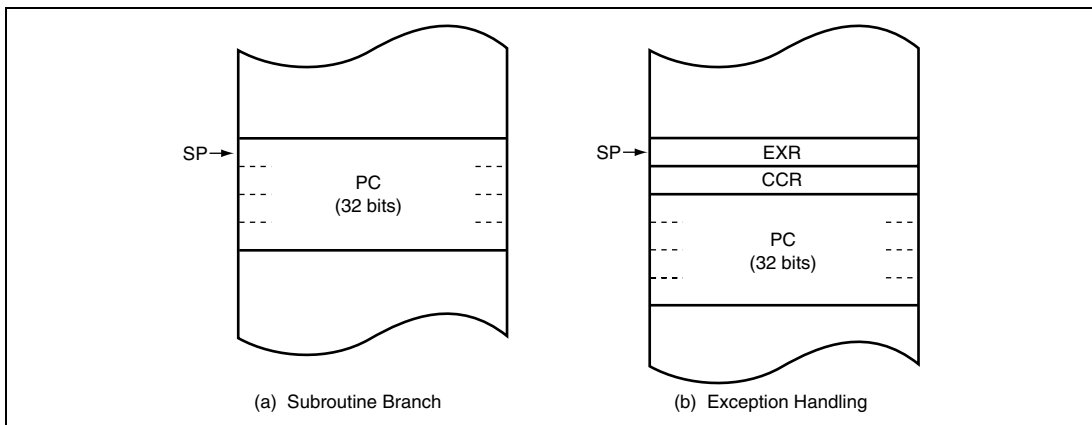 SP
PC
(32 bits)
(a) Subroutine Branch
SP
EXR
CCR
PC
(32 bits)
(b) Exception Handling